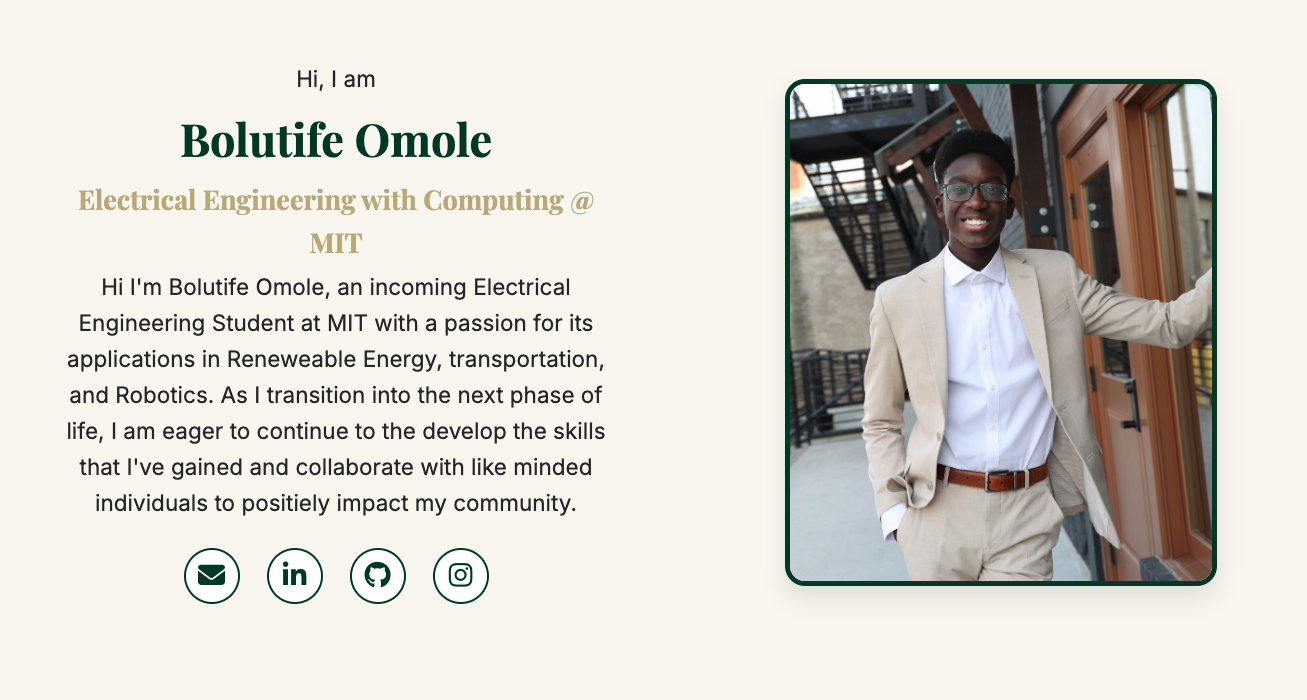 Hi, I am
Bolutife Omole
Electrical Engineering with Computing @
MIT
Hi I'm Bolutife Omole, an incoming Electrical
Engineering Student at MIT with a passion for its
applications in Reneweable Energy, transportation,
and Robotics. As I transition into the next phase of
life, I am eager to continue to the develop the skills
that I've gained and collaborate with like minded
individuals to positiely impact my community.
in